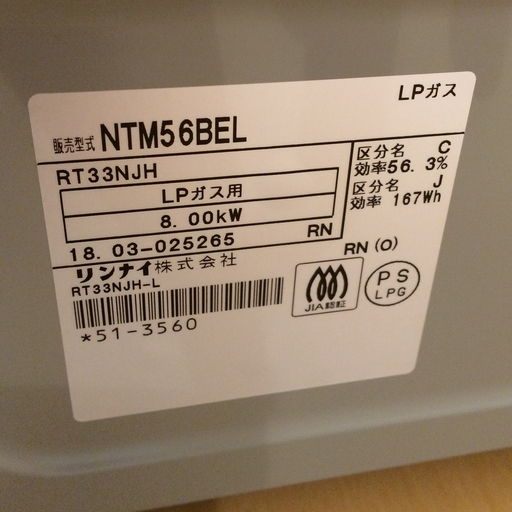 LPガス
販売型式 NTM56BEL
RT33NJH
LPガス用
8.00kW
18.03-025265 RN
区分名 C
効率56.3%
区分名 J
効率 167Wh
リンナイ株式会社
RN(O)
RT33NJH-L
*51-3560
JIA認証
PS
LPG